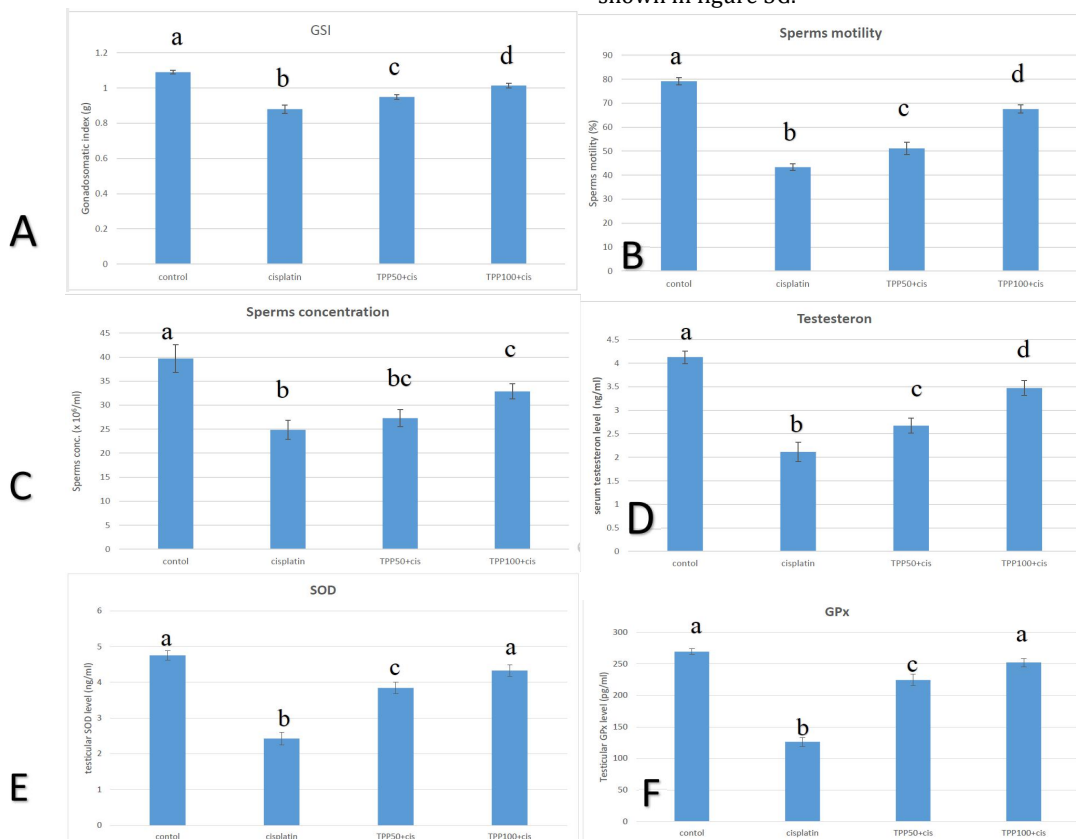 shown in figure 3G.
GSI
a
b
c
d
1.2
1
0.8
0.6
0.4
0.2
0
Gonadosomatic index (g)
control
cisplatin
TPP50+cis
TPP100+cis
A
Sperms motility
a
b
c
d
90
80
70
60
50
40
30
20
10
0
Sperms motility (%)
contol
cisplatin
TPP50+cis
TPP100+cis
B
Sperms concentration
a
b
bc
c
45
40
35
30
25
20
15
10
5
0
Sperms conc. (x 10⁶/ml)
contol
cisplatin
TPP50+cis
TPP100+cis
C
Testesteron
a
b
c
d
4.5
4
3.5
3
2.5
2
1.5
1
0.5
0
serum testesteron level (ng/ml)
contol
cisplatin
TPP50+cis
TPP100+cis
D
SOD
a
b
c
a
6
5
4
3
2
1
0
testicular SOD level (ng/ml)
contol
cisplatin
TPP50+cis
TPP100+cis
E
GPx
a
b
c
a
300
250
200
150
100
50
0
Testicular GPx level (pg/ml)
contol
cisplatin
TPP50+cis
TPP100+cis
F